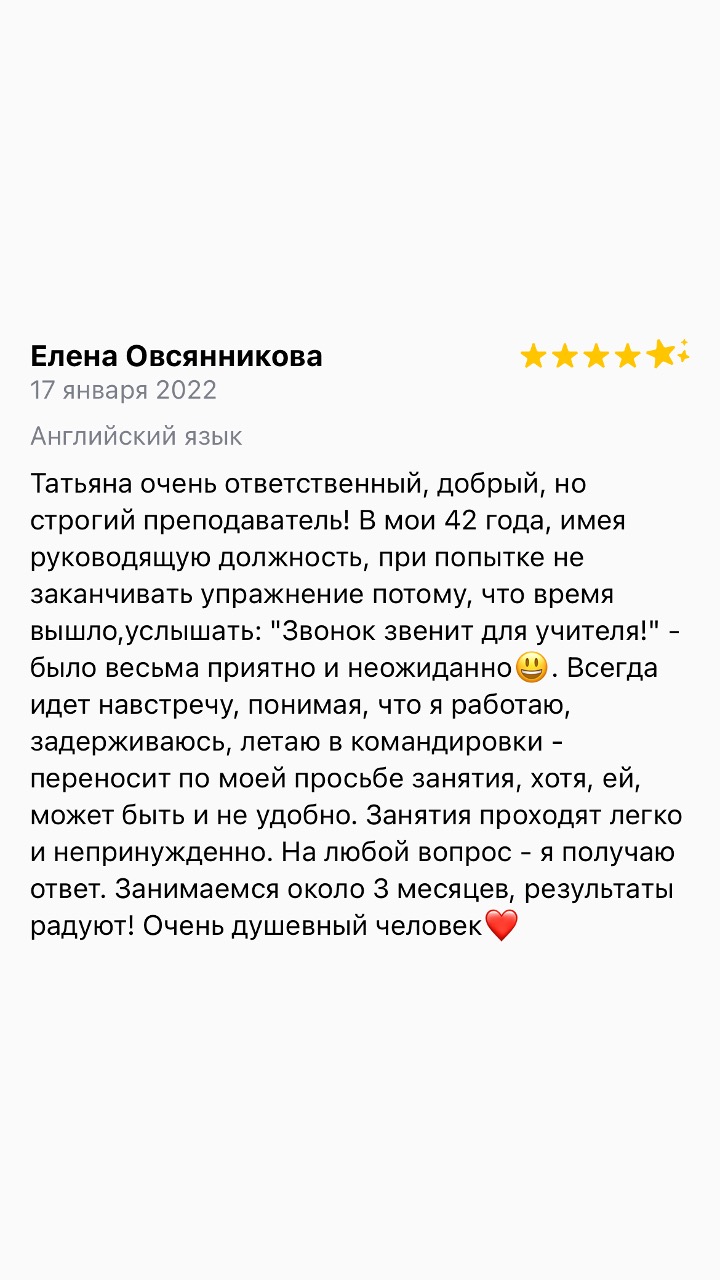 Елена Овсянникова
17 января 2022
Английский язык
Татьяна очень ответственный, добрый, но
строгий преподаватель! В мои 42 года, имея
руководящую должность, при попытке не
заканчивать упражнение потому, что время
вышло,услышать: "Звонок звенит для учителя!" -
было весьма приятно и неожиданно😃. Всегда
идет навстречу, понимая, что я работаю,
задерживаюсь, летаю в командировки -
переносит по моей просьбе занятия, хотя, ей,
может быть и не удобно. Занятия проходят легко
и непринужденно. На любой вопрос - я получаю
ответ. Занимаемся около 3 месяцев, результаты
радуют! Очень душевный человек❤️